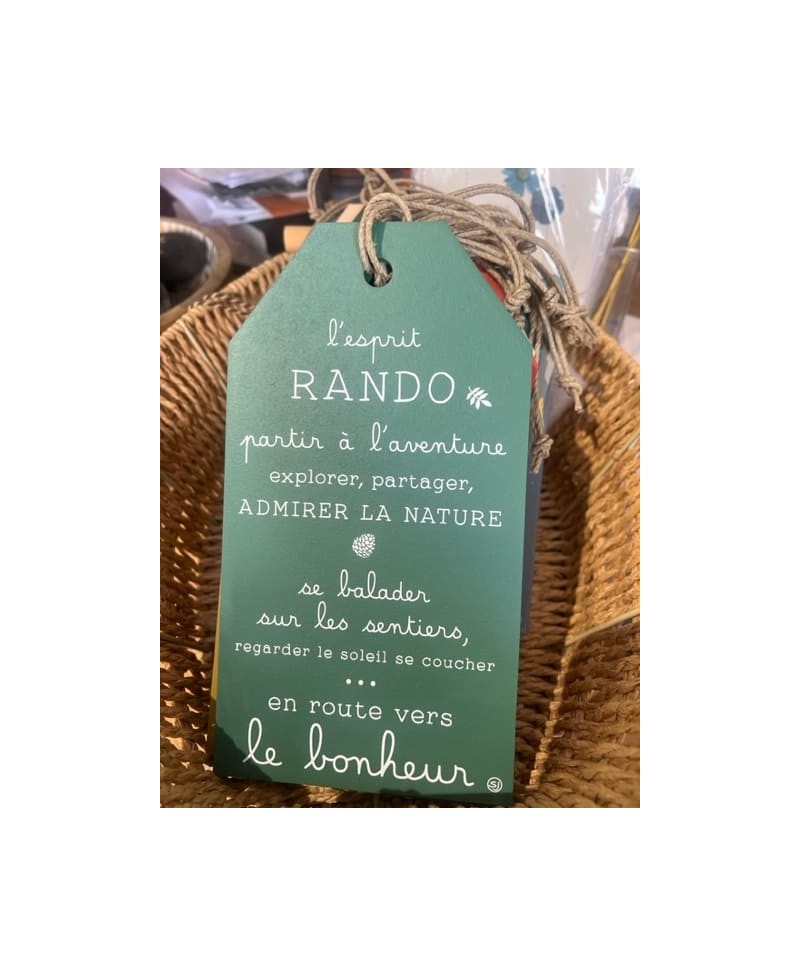 l'esprit
RANDO
partir à l'aventure
explorer, partager,
ADMIRER LA NATURE
se balader
sur les sentiers,
regarder le soleil se coucher
...
en route vers
le bonheur
SJ